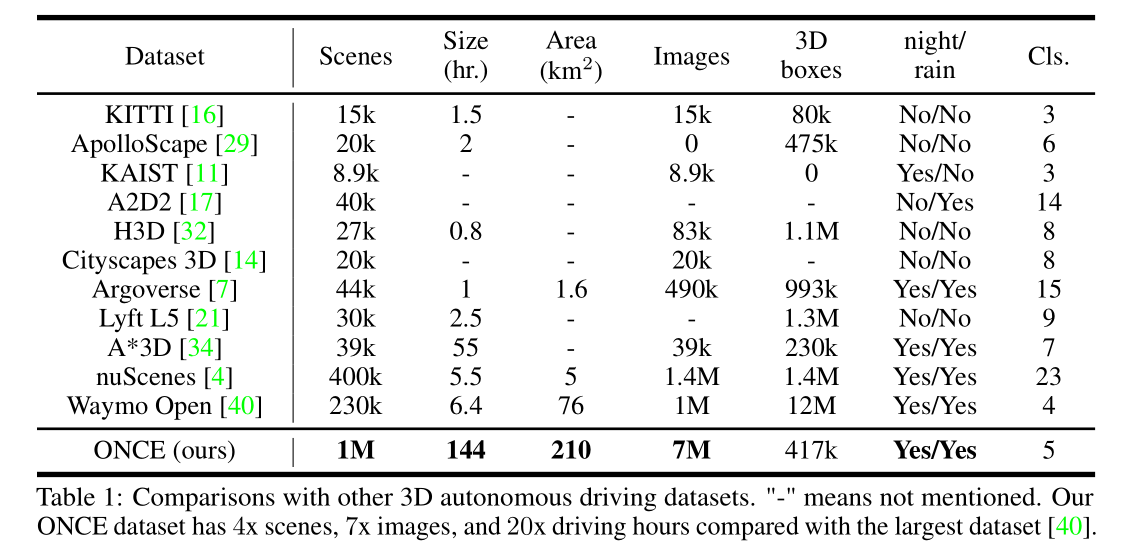 Dataset Scenes Size (hr.) Area (km²) Images 3D boxes night/ rain Cls.
KITTI [16] 15k 1.5 - 15k 80k No/No 3
ApolloScape [29] 20k 2 - 0 475k No/No 6
KAIST [11] 8.9k - - 8.9k 0 Yes/No 3
A2D2 [17] 40k - - - - No/Yes 14
H3D [32] 27k 0.8 - 83k 1.1M No/No 8
Cityscapes 3D [14] 20k - - 20k - No/No 8
Argoverse [7] 44k 1 1.6 490k 993k Yes/Yes 15
Lyft L5 [21] 30k 2.5 - - 1.3M No/No 9
A*3D [34] 39k 55 - 39k 230k Yes/Yes 7
nuScenes [4] 400k 5.5 5 1.4M 1.4M Yes/Yes 23
Waymo Open [40] 230k 6.4 76 1M 12M Yes/Yes 4
ONCE (ours) 1M 144 210 7M 417k Yes/Yes 5
Table 1: Comparisons with other 3D autonomous driving datasets. "-" means not mentioned. Our
ONCE dataset has 4x scenes, 7x images, and 20x driving hours compared with the largest dataset [40].